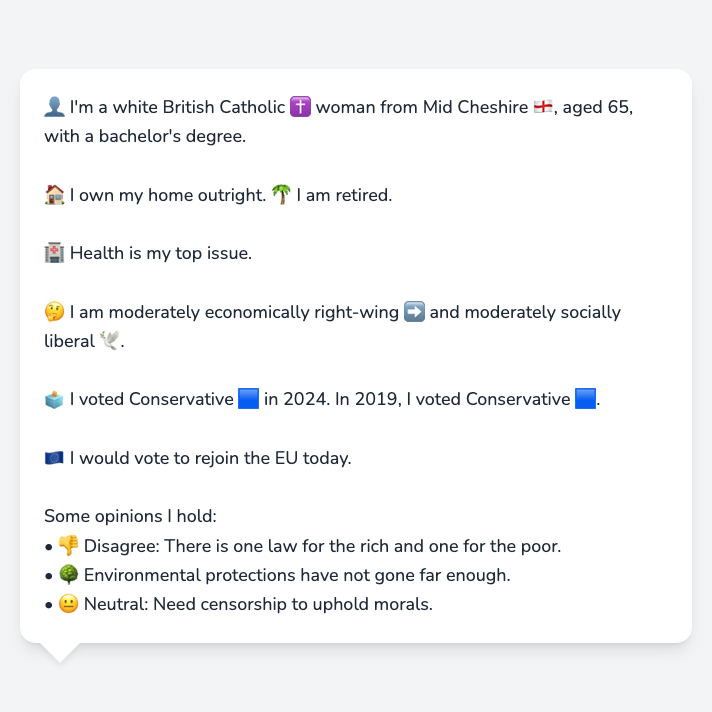 👤 I'm a white British Catholic ✝️ woman from Mid Cheshire 🏴󠁧󠁢󠁥󠁮󠁧󠁿, aged 65,
with a bachelor's degree.
🏠 I own my home outright. 🌴 I am retired.
🏥 Health is my top issue.
🤔 I am moderately economically right-wing ➡️ and moderately socially
liberal 🕊️.
🗳️ I voted Conservative 🟦 in 2024. In 2019, I voted Conservative 🟦.
🇪🇺 I would vote to rejoin the EU today.
Some opinions I hold:
• 👎 Disagree: There is one law for the rich and one for the poor.
• 🌳 Environmental protections have not gone far enough.
• 😐 Neutral: Need censorship to uphold morals.